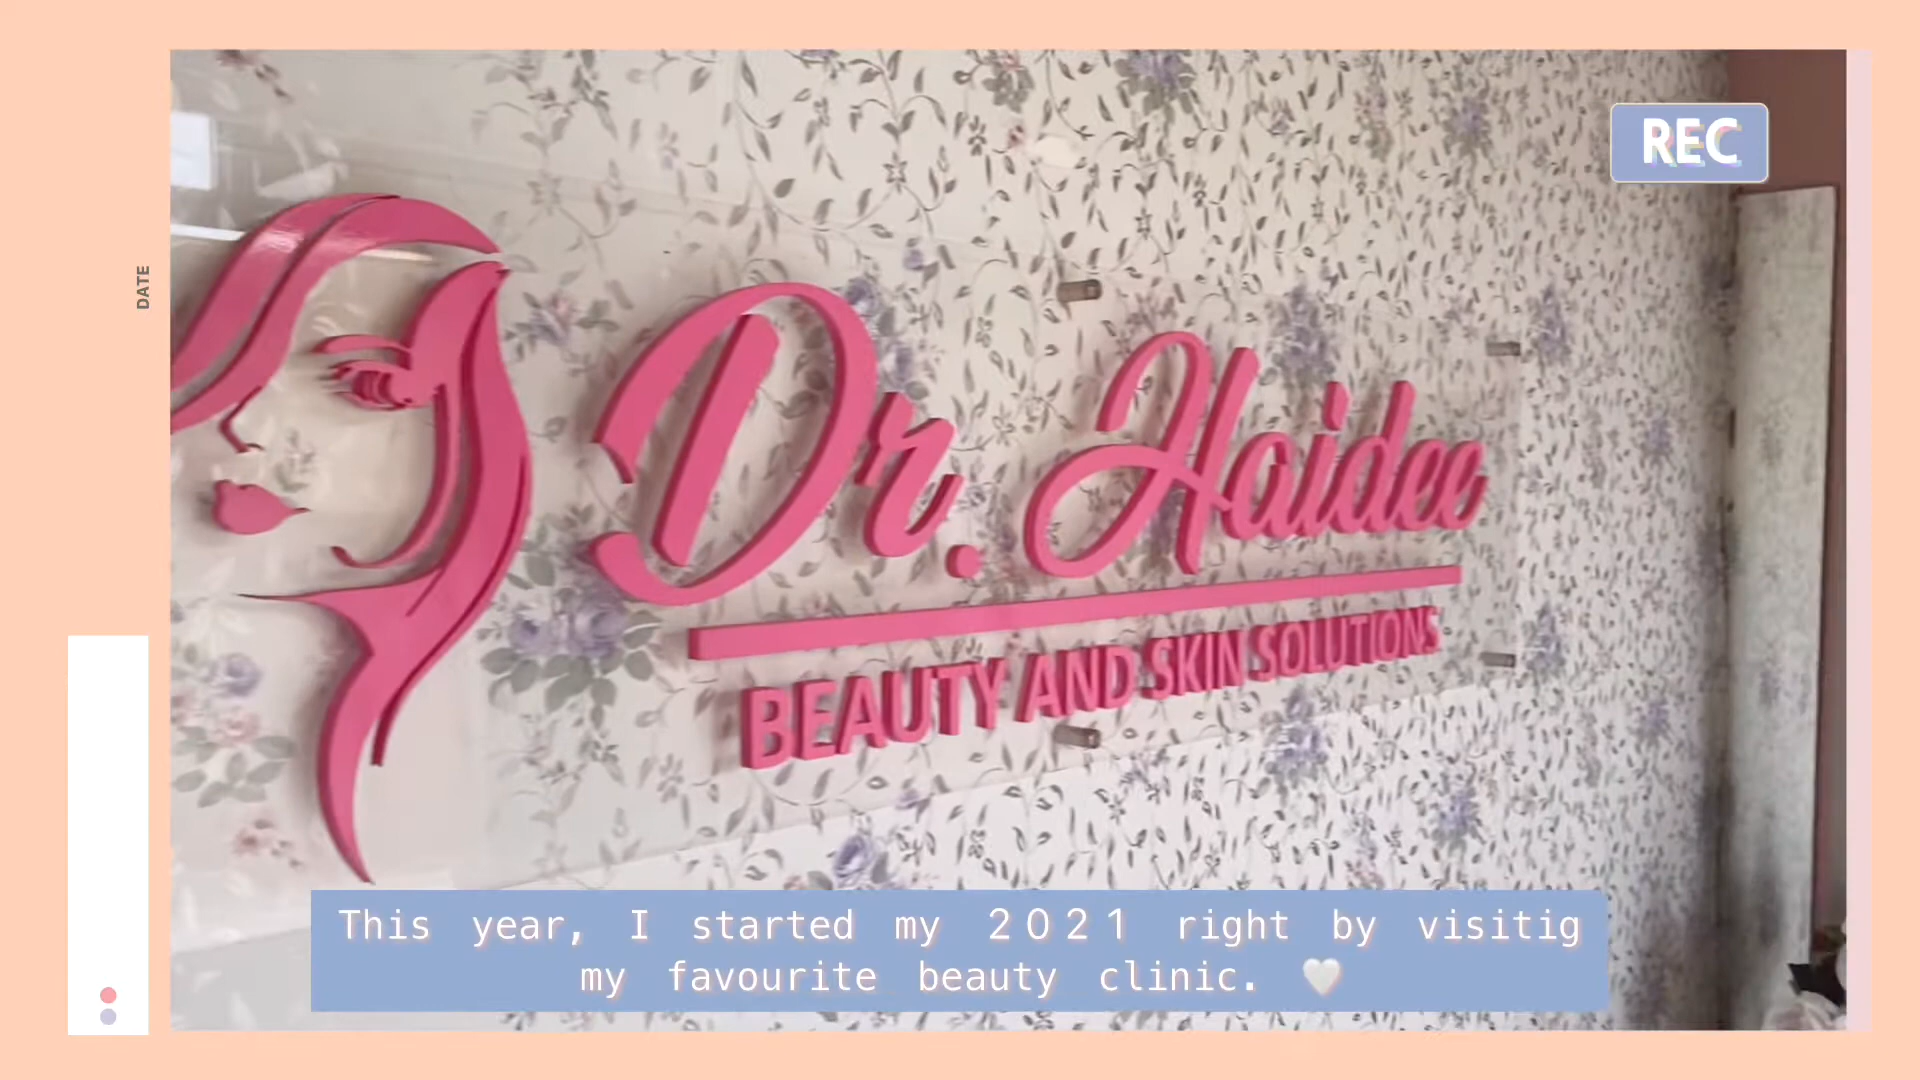 REC
DATE
Dr. Haidee
BEAUTY AND SKIN SOLUTIONS
This year, I started my 2021 right by visitig
my favourite beauty clinic. 🤍